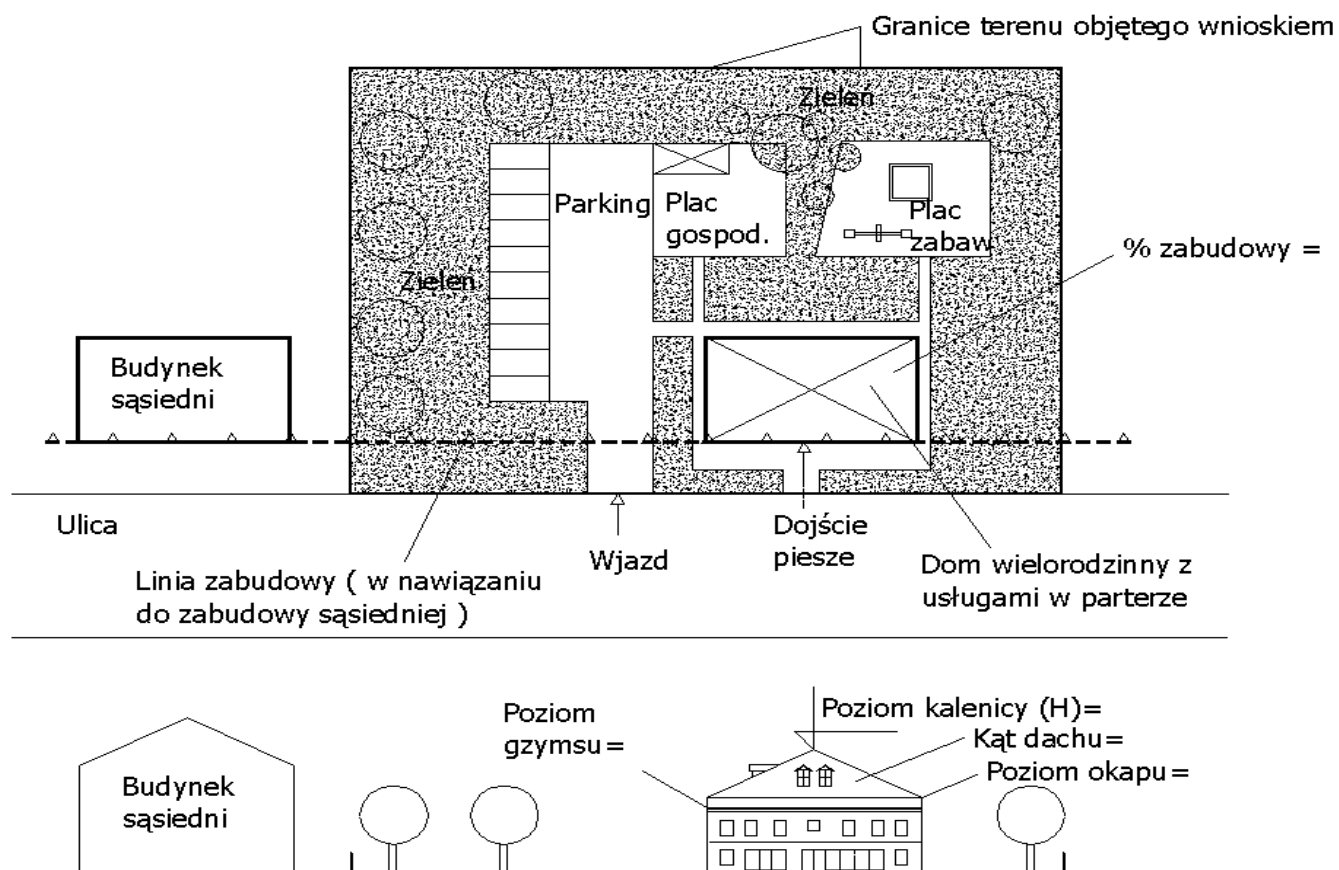 Granice terenu objętego wnioskiem
Zieleń
Parking
Plac
gospod.
Plac
zabaw
% zabudowy =
Zieleń
Budynek
sąsiedni
Ulica
Wjazd
Dojście
piesze
Linia zabudowy ( w nawiązaniu
do zabudowy sąsiedniej )
Dom wielorodzinny z
usługami w parterze
Poziom
gzymsu=
Poziom kalenicy (H)=
Kąt dachu=
Poziom okapu=
Budynek
sąsiedni